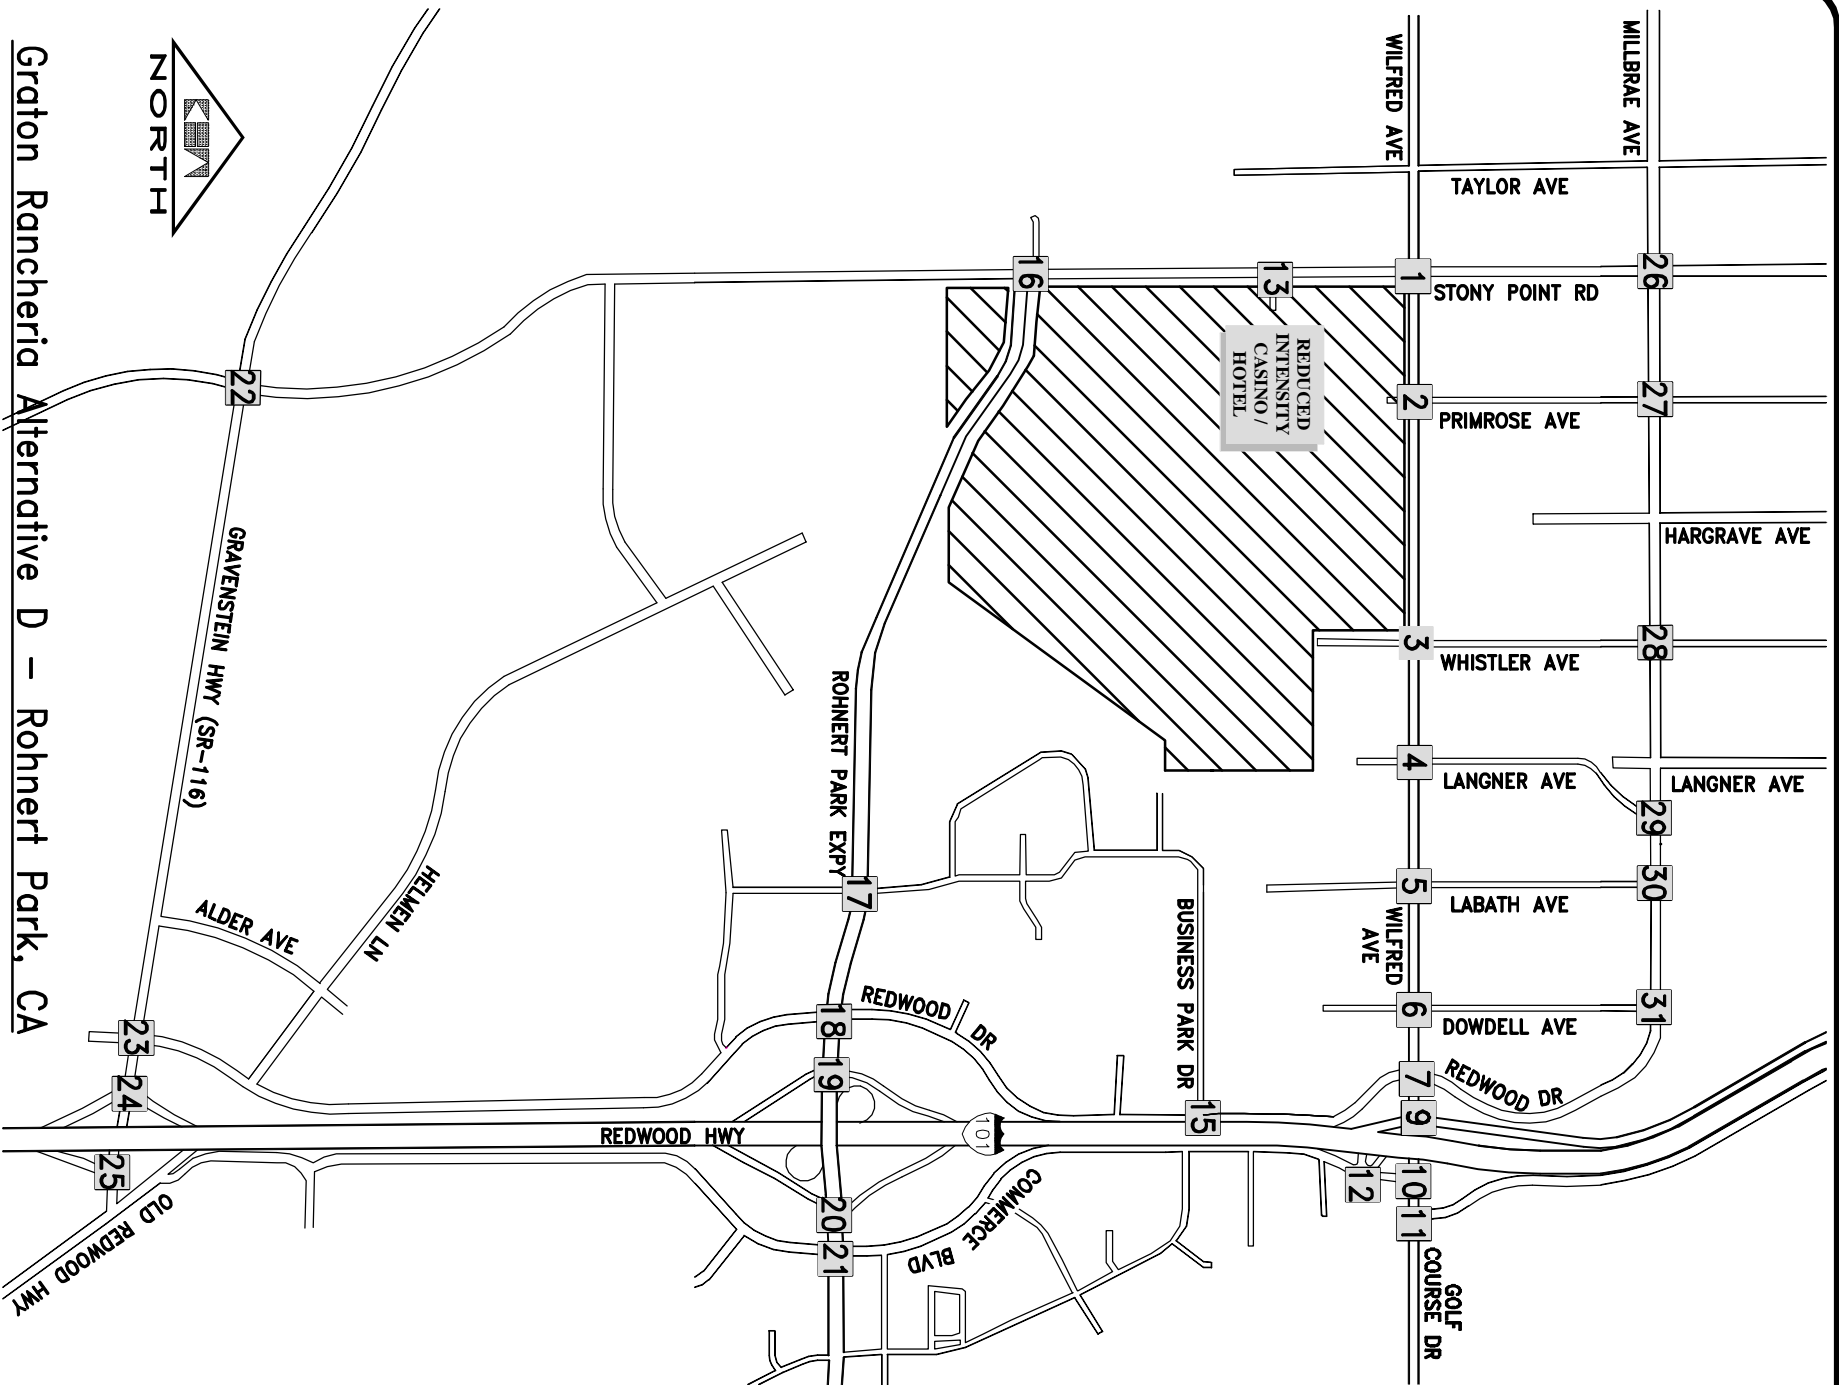 MILLBRAE AVE
WILFRED AVE
TAYLOR AVE
26
STONY POINT RD
1
13
16
27
PRIMROSE AVE
2
REDUCED
INTENSITY
CASINO /
HOTEL
HARGRAVE AVE
28
WHISTLER AVE
3
LANGNER AVE
29
LANGNER AVE
4
30
LABATH AVE
5
WILFRED
AVE
31
DOWDELL AVE
6
REDWOOD DR
7
9
10
11
12
GOLF
COURSE DR
BUSINESS PARK DR
15
ROHNERT PARK EXPY
17
REDWOOD DR
18
19
20
21
101
REDWOOD HWY
COMMERCE BLVD
HELMEN LN
ALDER AVE
22
GRAVENSTEIN HWY (SR-116)
23
24
25
OLD REDWOOD HWY
NORTH
Graton Rancheria Alternative D – Rohnert Park, CA